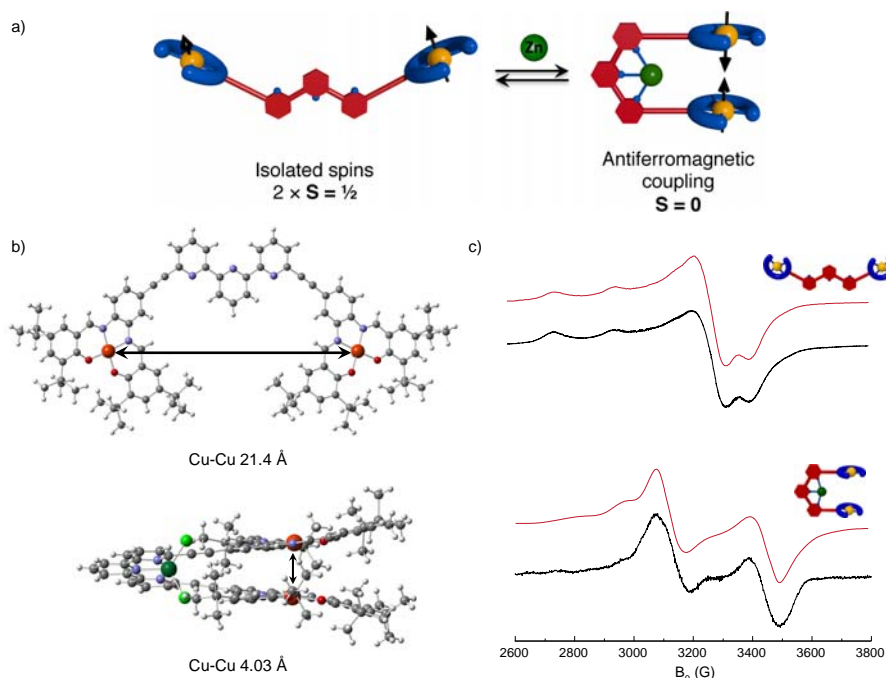 a)
Zn
Isolated spins
2 × S = ½
Antiferromagnetic
coupling
S = 0
b)
Cu-Cu 21.4 Å
Cu-Cu 4.03 Å
c)
2600 2800 3000 3200 3400 3600 3800
B₀ (G)